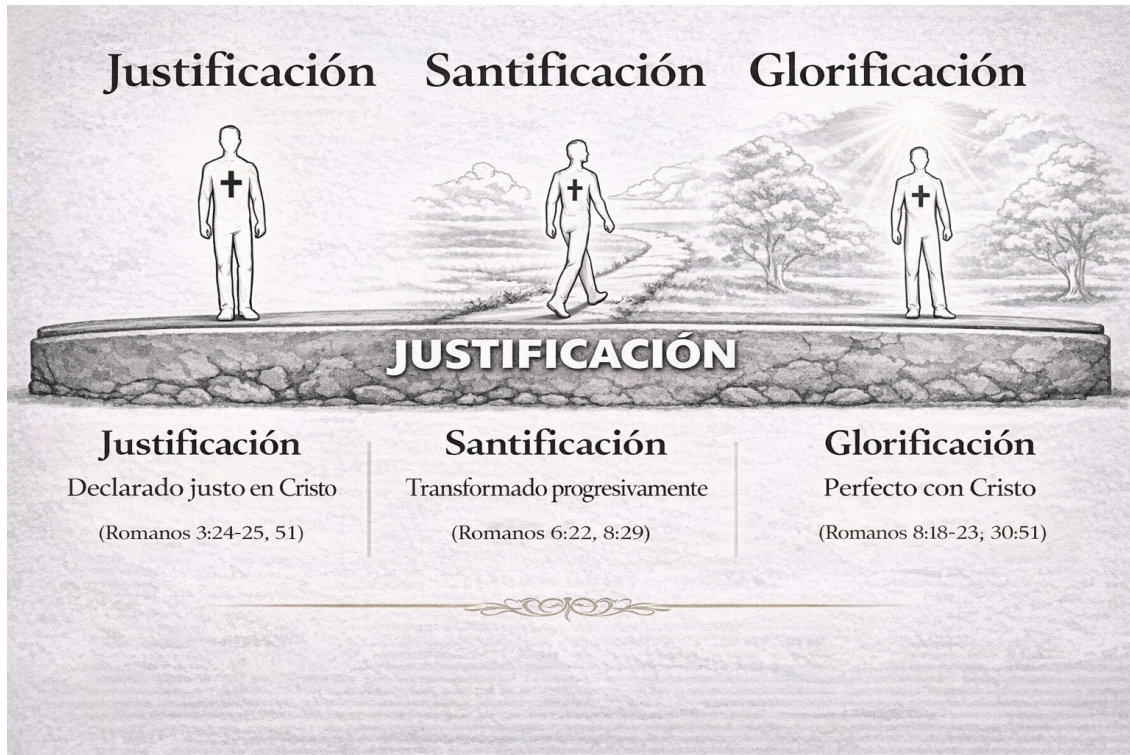 Justificación Santificación Glorificación
JUSTIFICACIÓN
Justificación
Declarado justo en Cristo
(Romanos 3:24-25, 51)
Santificación
Transformado progresivamente
(Romanos 6:22, 8:29)
Glorificación
Perfecto con Cristo
(Romanos 8:18-23; 30:51)